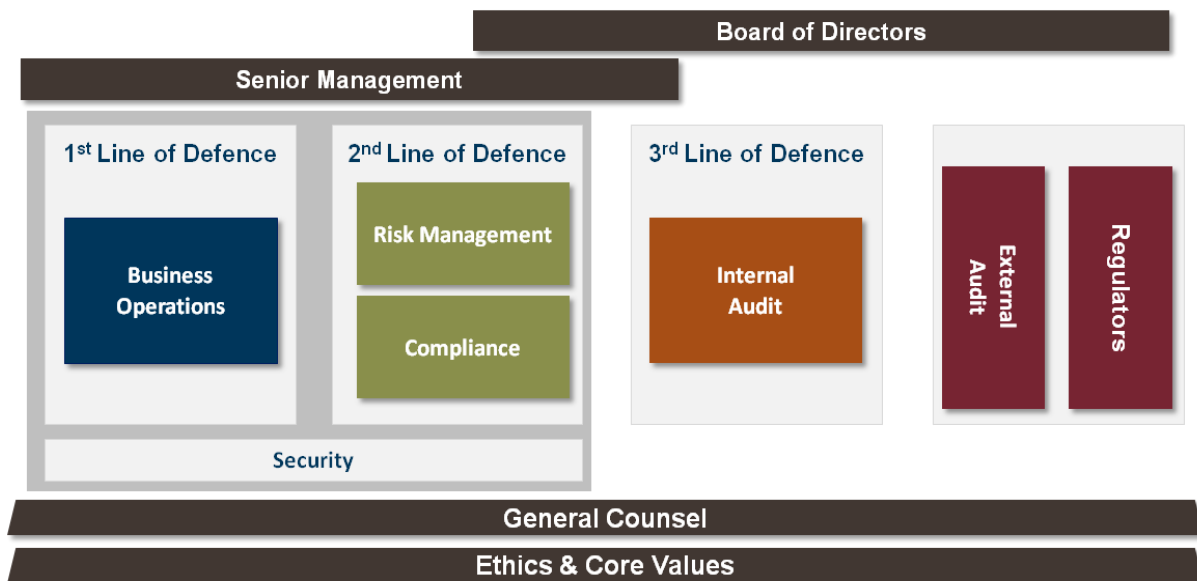 Board of Directors
Senior Management
1st Line of Defence
Business
Operations
2nd Line of Defence
Risk Management
Compliance
3rd Line of Defence
Internal
Audit
External
Audit
Regulators
Security
General Counsel
Ethics & Core Values